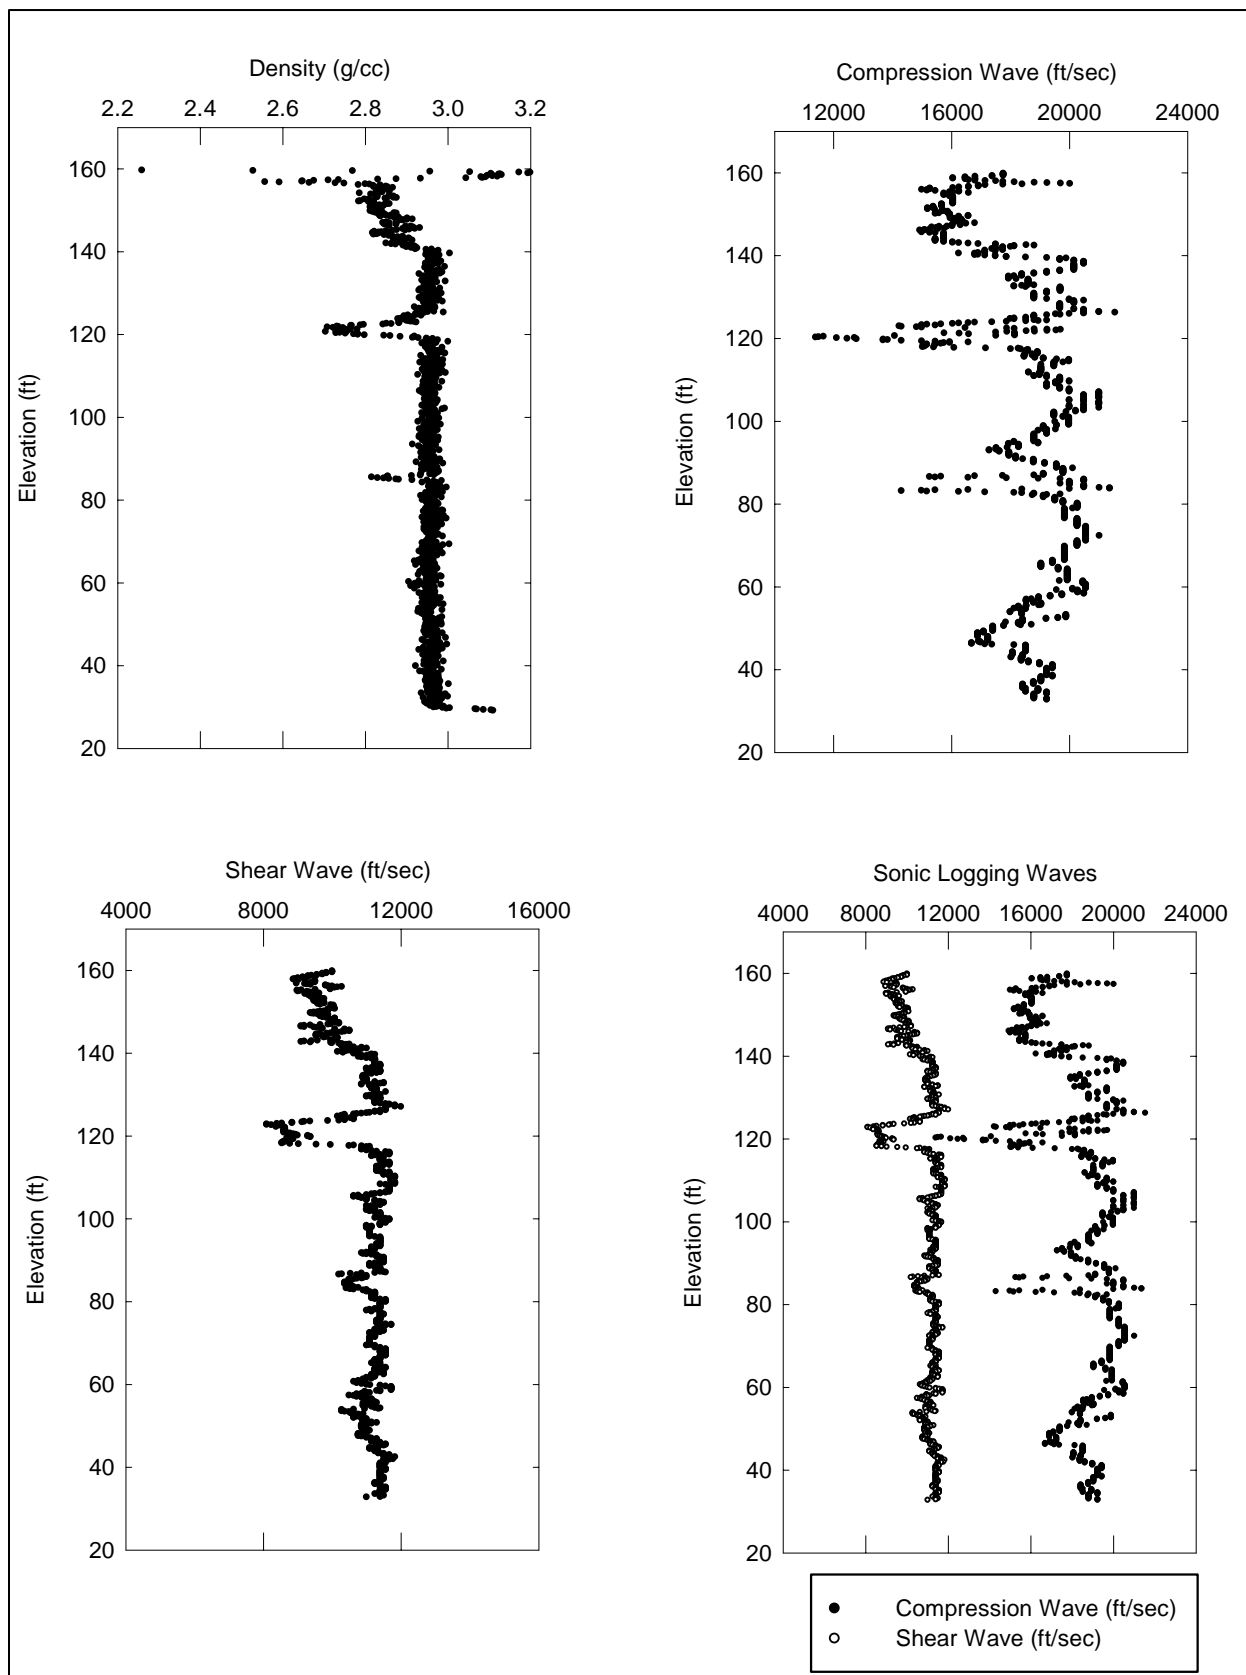 Density (g/cc)
2.2 2.4 2.6 2.8 3.0 3.2
Elevation (ft)
160
140
120
100
80
60
40
20
Compression Wave (ft/sec)
12000 16000 20000 24000
Elevation (ft)
160
140
120
100
80
60
40
20
Shear Wave (ft/sec)
4000 8000 12000 16000
Elevation (ft)
160
140
120
100
80
60
40
20
Sonic Logging Waves
4000 8000 12000 16000 20000 24000
Elevation (ft)
160
140
120
100
80
60
40
20
Compression Wave (ft/sec)
Shear Wave (ft/sec)